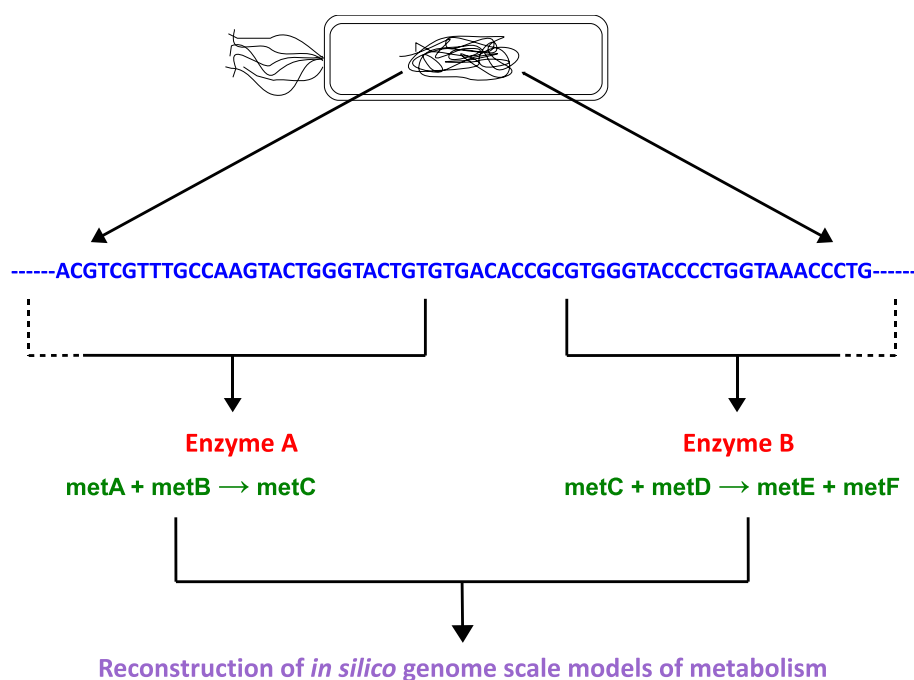 ------ACGTCGTTTGCCAAGTACTGGGTACTGTGTGACACCGCGTGGGTACCCCTGGTAAACCCTG------
Enzyme A
Enzyme B
metA + metB → metC
metC + metD → metE + metF
Reconstruction of in silico genome scale models of metabolism